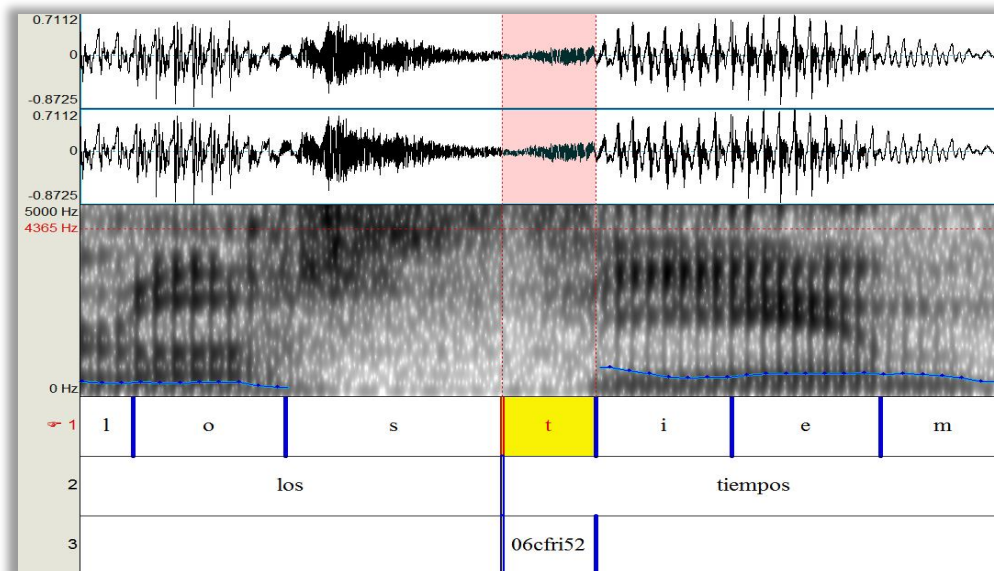 0.7112
0
-0.8725
0.7112
0
-0.8725
5000 Hz
4365 Hz
0 Hz
☞ 1 l o s t i e m
2 los tiempos
3 06cfri52